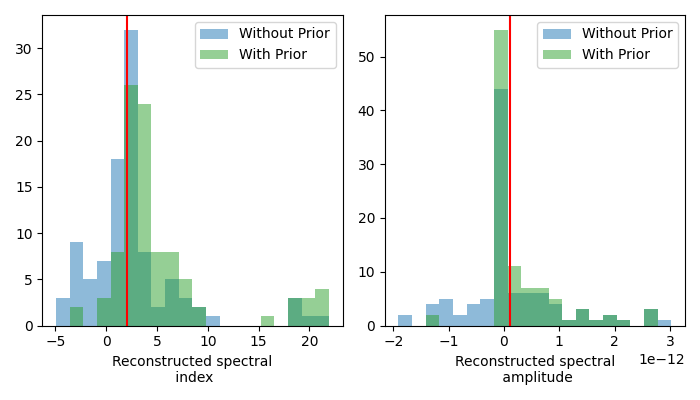 Without Prior
With Prior
30
25
20
15
10
5
0
−5
0
5
10
15
20
Reconstructed spectral
index
Without Prior
With Prior
50
40
30
20
10
0
−2
−1
0
1
2
3
1e−12
Reconstructed spectral
amplitude